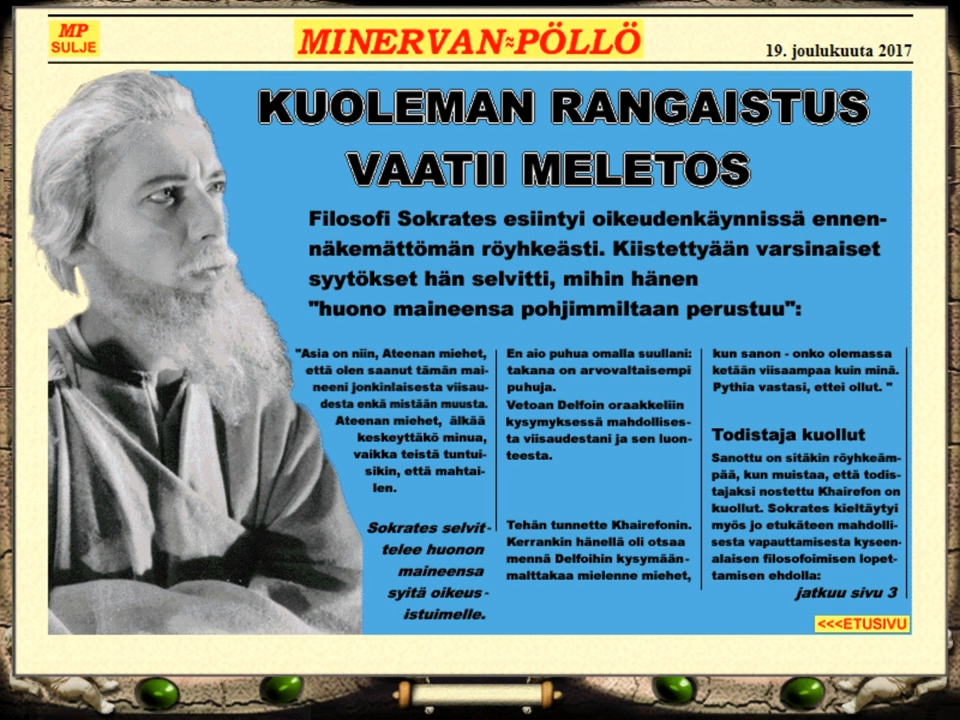 MP
SULJE
MINERVAN≈PÖLLÖ
19. joulukuuta 2017
KUOLEMAN RANGAISTUS
VAATII MELETOS
Filosofi Sokrates esiintyi oikeudenkäynnissä ennen-
näkemättömän röyhkeästi. Kiistettyään varsinaiset
syytökset hän selvitti, mihin hänen
"huono maineensa pohjimmiltaan perustuu":
"Asia on niin, Ateenan miehet,
että olen saanut tämän mai-
neeni jonkinlaisesta viisau-
desta enkä mistään muusta.
Ateenan miehet, älkää
keskeyttäkö minua,
vaikka teistä tuntui-
sikin, että mahtai-
len.
Sokrates selvit-
telee huonon
maineensa
syitä oikeus-
istuimelle.
En aio puhua omalla suullani:
takana on arvovaltaisempi
puhuja.
Vetoan Delfoin oraakkeliin
kysymyksessä mahdollises-
ta viisaudestani ja sen luon-
teesta.
Tehän tunnette Khairefonin.
Kerrankin hänellä oli otsaa
mennä Delfoihin kysymään-
malttakaa mielenne miehet,
kun sanon - onko olemassa
ketään viisaampaa kuin minä.
Pythia vastasi, ettei ollut. "
Todistaja kuollut
Sanottu on sitäkin röyhkeäm-
pää, kun muistaa, että todis-
tajaksi nostettu Khairefon on
kuollut. Sokrates kieltäytyi
myös jo etukäteen mahdolli-
sesta vapauttamisesta kyseen-
alaisen filosofoimisen lopet-
tamisen ehdolla:
jatkuu sivu 3
<<<ETUSIVU